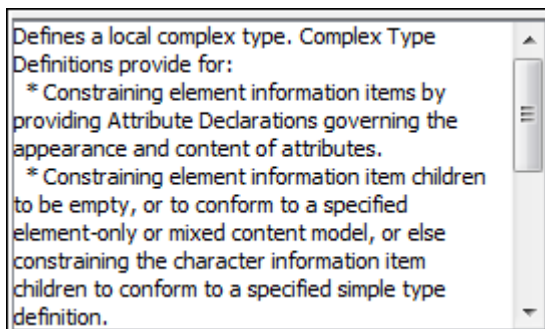 Defines a local complex type. Complex Type
Definitions provide for:
* Constraining element information items by
providing Attribute Declarations governing the
appearance and content of attributes.
* Constraining element information item children
to be empty, or to conform to a specified
element-only or mixed content model, or else
constraining the character information item
children to conform to a specified simple type
definition.